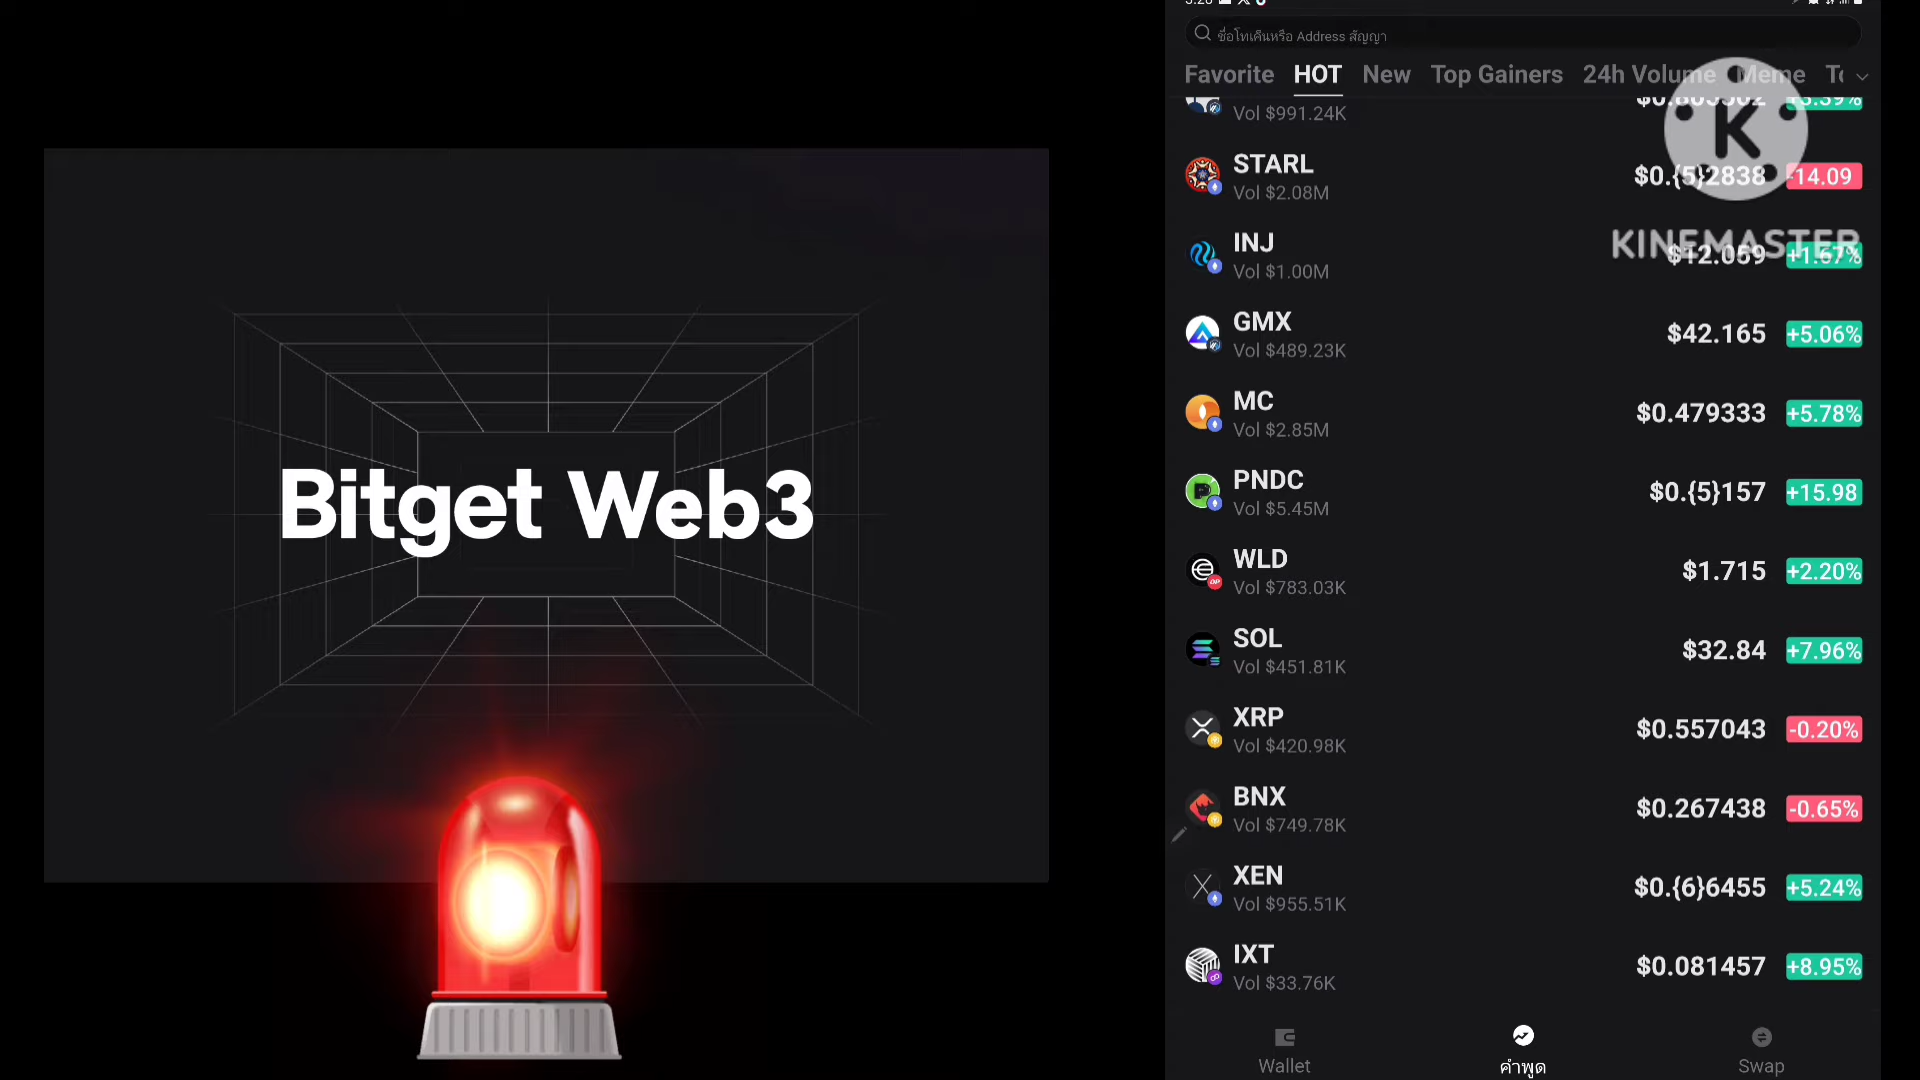 Bitget Web3
ชื่อโทเค็นหรือ Address สัญญา
Favorite HOT New Top Gainers 24h Volume Meme
Vol $991.24K
STARL $0.{5}2838 -14.09
Vol $2.08M
KINEMASTER
INJ $12.059 +1.57%
Vol $1.00M
GMX $42.165 +5.06%
Vol $489.23K
MC $0.479333 +5.78%
Vol $2.85M
PNDC $0.{5}157 +15.98
Vol $5.45M
WLD $1.715 +2.20%
Vol $783.03K
SOL $32.84 +7.96%
Vol $451.81K
XRP $0.557043 -0.20%
Vol $420.98K
BNX $0.267438 -0.65%
Vol $749.78K
XEN $0.{6}6455 +5.24%
Vol $955.51K
IXT $0.081457 +8.95%
Vol $33.76K
Wallet คำพูด Swap